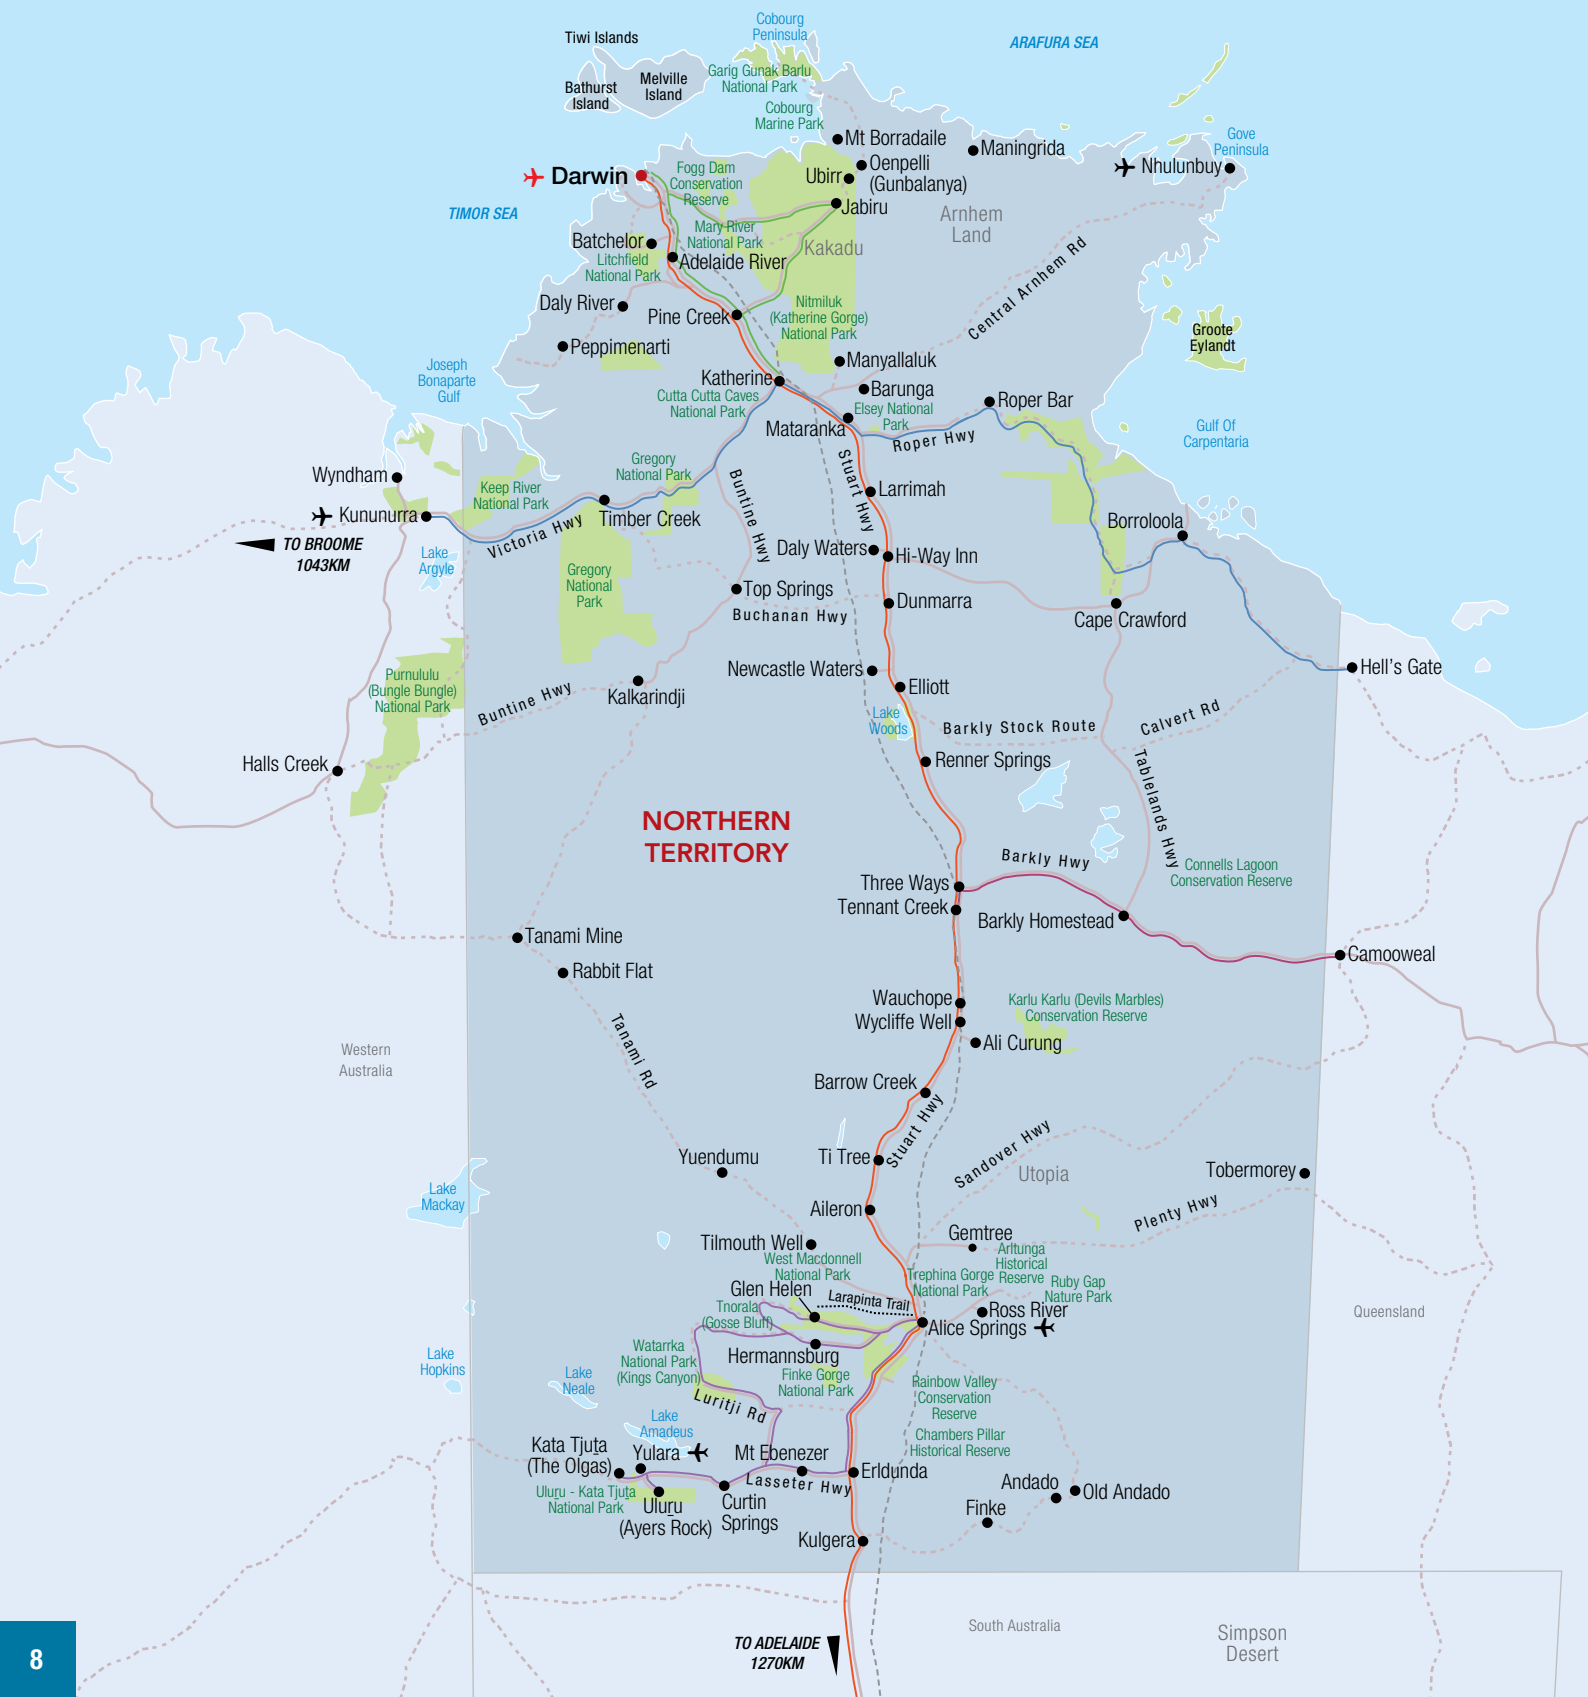 Cobourg
Peninsula
Tiwi Islands
ARAFURA SEA
Melville
Island
Bathurst
Island
Garig Gunak Barlu
National Park
Cobourg
Marine Park
Mt Borradaile
Maningrida
Gove
Peninsula
Nhulunbuy
Oenpelli
(Gunbalanya)
Ubirr
Darwin
Fogg Dam
Conservation
Reserve
Jabiru
TIMOR SEA
Arnhem
Land
Mary River
National Park
Kakadu
Batchelor
Litchfield
National Park
Adelaide River
Central Arnhem Rd
Daly River
Pine Creek
Nitmiluk
(Katherine Gorge)
National Park
Groote
Eylandt
Peppimenarti
Manyallaluk
Joseph
Bonaparte
Gulf
Katherine
Barunga
Cutta Cutta Caves
National Park
Elsey National
Park
Roper Bar
Mataranka
Roper Hwy
Gulf Of
Carpentaria
Wyndham
Gregory
National Park
Keep River
National Park
Buntine Hwy
Stuart Hwy
Larrimah
Kununurra
Timber Creek
Victoria Hwy
Borroloola
TO BROOME
1043KM
Lake
Argyle
Daly Waters
Hi-Way Inn
Gregory
National
Park
Top Springs
Buchanan Hwy
Dunmarra
Cape Crawford
Purnululu
(Bungle Bungle)
National Park
Newcastle Waters
Hell's Gate
Buntine Hwy
Kalkarindji
Elliott
Lake
Woods
Barkly Stock Route
Calvert Rd
Halls Creek
Renner Springs
Tablelands Hwy
NORTHERN
TERRITORY
Barkly Hwy
Connells Lagoon
Conservation Reserve
Three Ways
Tennant Creek
Barkly Homestead
Tanami Mine
Camooweal
Rabbit Flat
Wauchope
Karlu Karlu (Devils Marbles)
Conservation Reserve
Wycliffe Well
Ali Curung
Tanami Rd
Western
Australia
Barrow Creek
Stuart Hwy
Sandover Hwy
Yuendumu
Ti Tree
Utopia
Tobermorey
Lake
Mackay
Aileron
Plenty Hwy
Gemtree
Tilmouth Well
West Macdonnell
National Park
Arltunga
Historical
Reserve
Trephina Gorge
National Park
Ruby Gap
Nature Park
Glen Helen
Larapinta Trail
Tnorala
(Gosse Bluff)
Ross River
Alice Springs
Queensland
Watarrka
National Park
(Kings Canyon)
Hermannsburg
Lake
Hopkins
Lake
Neale
Finke Gorge
National Park
Rainbow Valley
Conservation
Reserve
Luritji Rd
Lake
Amadeus
Chambers Pillar
Historical Reserve
Kata Tjuṯa
(The Olgas)
Yulara
Mt Ebenezer
Erldunda
Lasseter Hwy
Uluṟu - Kata Tjuṯa
National Park
Uluṟu
(Ayers Rock)
Curtin
Springs
Andado
Old Andado
Finke
Kulgera
South Australia
Simpson
Desert
TO ADELAIDE
1270KM
8